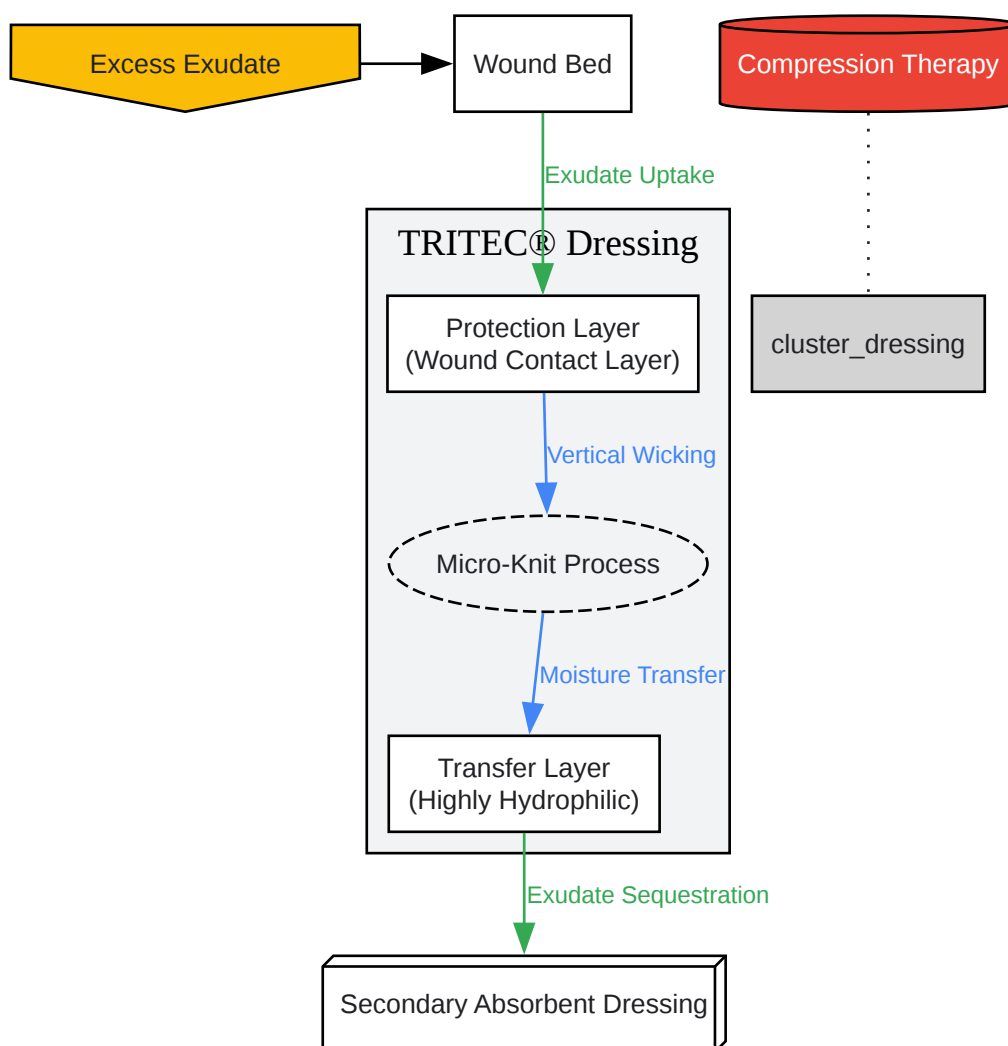 Excess Exudate
Wound Bed
Compression Therapy
Exudate Uptake
TRITEC® Dressing
Protection Layer
(Wound Contact Layer)
cluster_dressing
Vertical Wicking
Micro-Knit Process
Moisture Transfer
Transfer Layer
(Highly Hydrophilic)
Exudate Sequestration
Secondary Absorbent Dressing